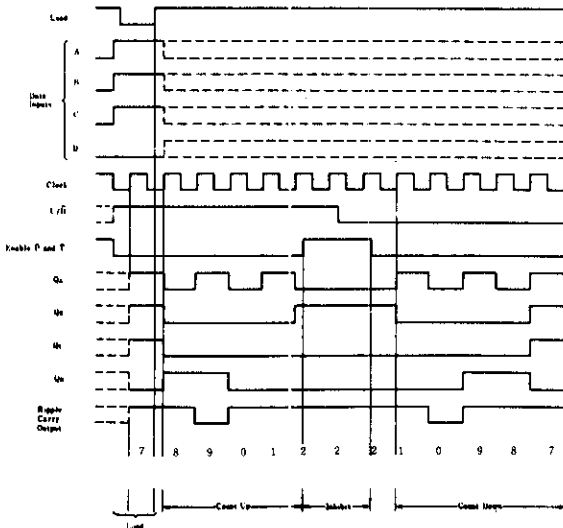 Load
A
B
C
D
Data
Inputs
Clock
U/D̅
Enable P and T
QA
QB
QC
QD
Ripple
Carry
Output
7 8 9 0 1 2 2 2 1 0 9 8 7
Count Up
Inhibit
Count Down
Load